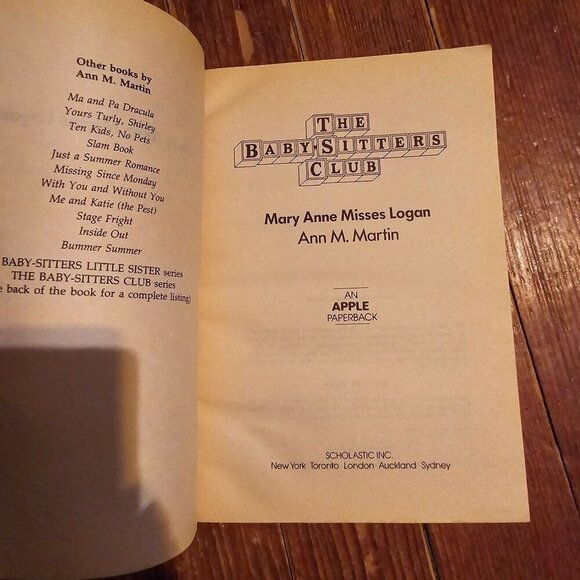 Other books by
Ann M. Martin
Ma and Pa Dracula
Yours Turly, Shirley
Ten Kids, No Pets
Slam Book
Just a Summer Romance
Missing Since Monday
With You and Without You
Me and Katie (the Pest)
Stage Fright
Inside Out
Bummer Summer
BABY-SITTERS LITTLE SISTER series
THE BABY-SITTERS CLUB series
back of the book for a complete listing)
THE
BABY-SITTERS
CLUB
Mary Anne Misses Logan
Ann M. Martin
AN
APPLE
PAPERBACK
SCHOLASTIC INC.
New York Toronto London Auckland Sydney